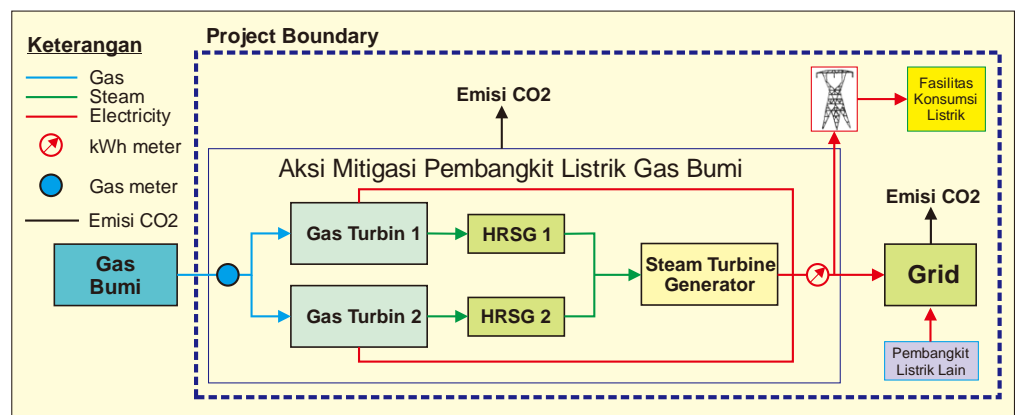 Keterangan
Gas
Steam
Electricity
kWh meter
Gas meter
Emisi CO2
Project Boundary
Emisi CO2
Fasilitas
Konsumsi
Listrik
Aksi Mitigasi Pembangkit Listrik Gas Bumi
Emisi CO2
Gas
Bumi
Gas Turbin 1
HRSG 1
Gas Turbin 2
HRSG 2
Steam Turbine
Generator
Grid
Pembangkit
Listrik Lain